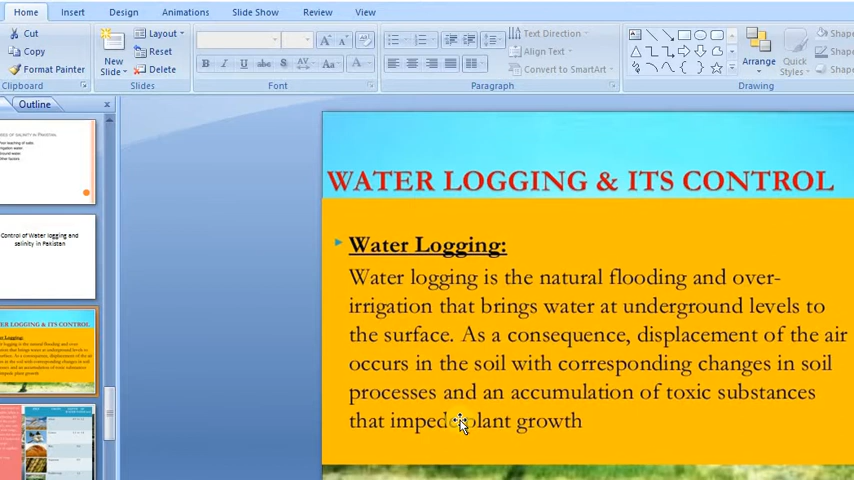 Home Insert Design Animations Slide Show Review View
Cut
Copy
Format Painter
Clipboard
New
Slide
Layout
Reset
Delete
Slides
Font
Text Direction
Align Text
Convert to SmartArt
Paragraph
Arrange
Quick
Styles
Shape
Shape
Shape
Drawing
Outline
Control of Water logging and
salinity in Pakistan
WATER LOGGING & ITS CONTROL
Water Logging:
Water logging is the natural flooding and over-
irrigation that brings water at underground levels to
the surface. As a consequence, displacement of the air
occurs in the soil with corresponding changes in soil
processes and an accumulation of toxic substances
that impede plant growth